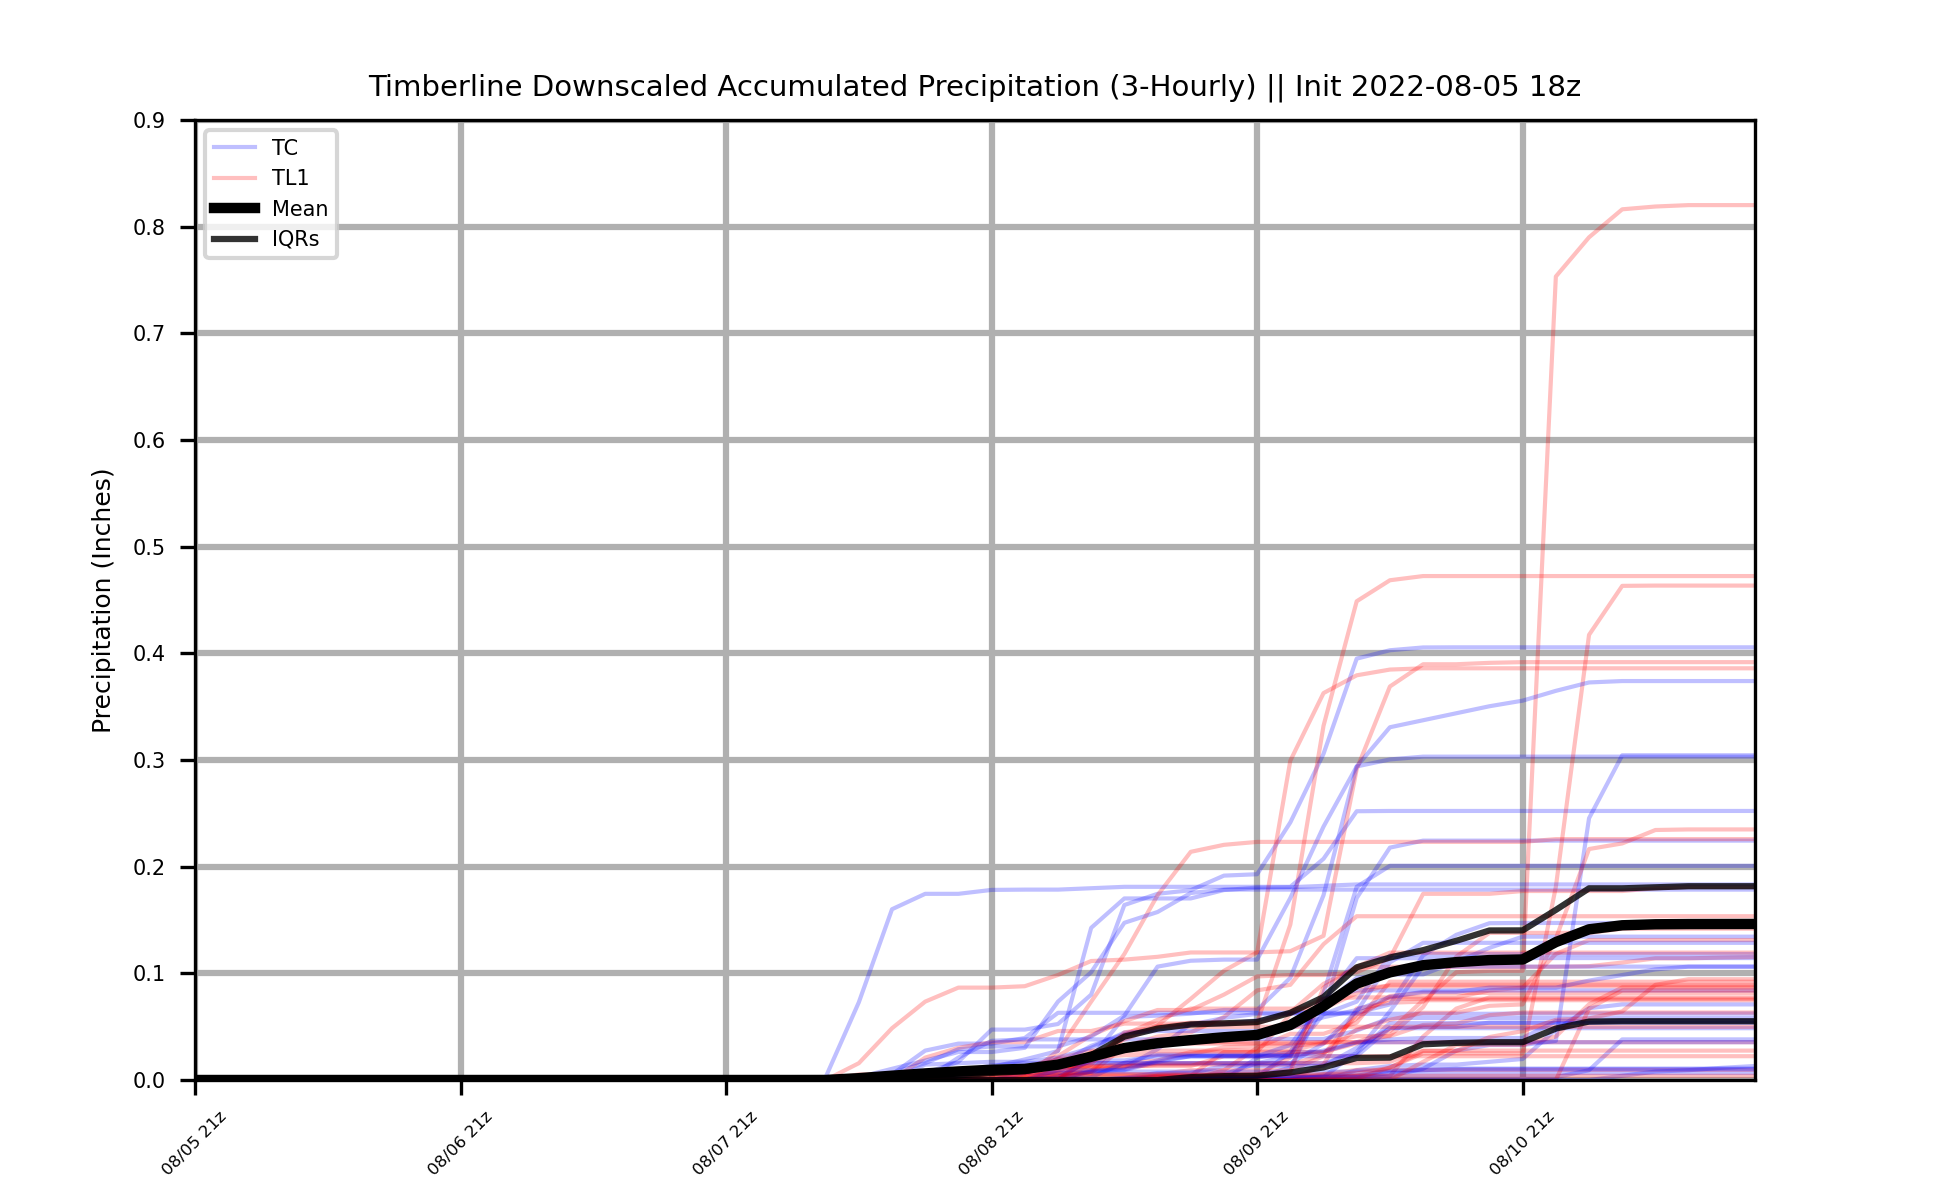 Timberline Downscaled Accumulated Precipitation (3-Hourly) || Init 2022-08-05 18z
TC
TL1
Mean
IQRs
Precipitation (Inches)
0.9
0.8
0.7
0.6
0.5
0.4
0.3
0.2
0.1
0.0
08/05 21z
08/06 21z
08/07 21z
08/08 21z
08/09 21z
08/10 21z